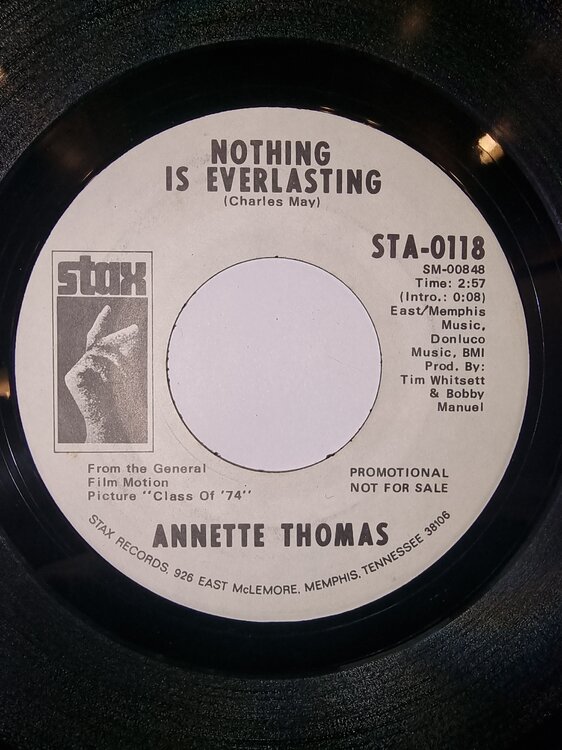 NOTHING
IS EVERLASTING
(Charles May)
STA-0118
SM-00848
Time: 2:57
(Intro.: 0:08)
East/Memphis
Music,
Donluco
Music, BMI
Prod. By:
Tim Whitsett
& Bobby
Manuel
stax
From the General
Film Motion
Picture "Class Of '74"
PROMOTIONAL
NOT FOR SALE
ANNETTE THOMAS
STAX RECORDS, 926 EAST McLEMORE, MEMPHIS, TENNESSEE 38106